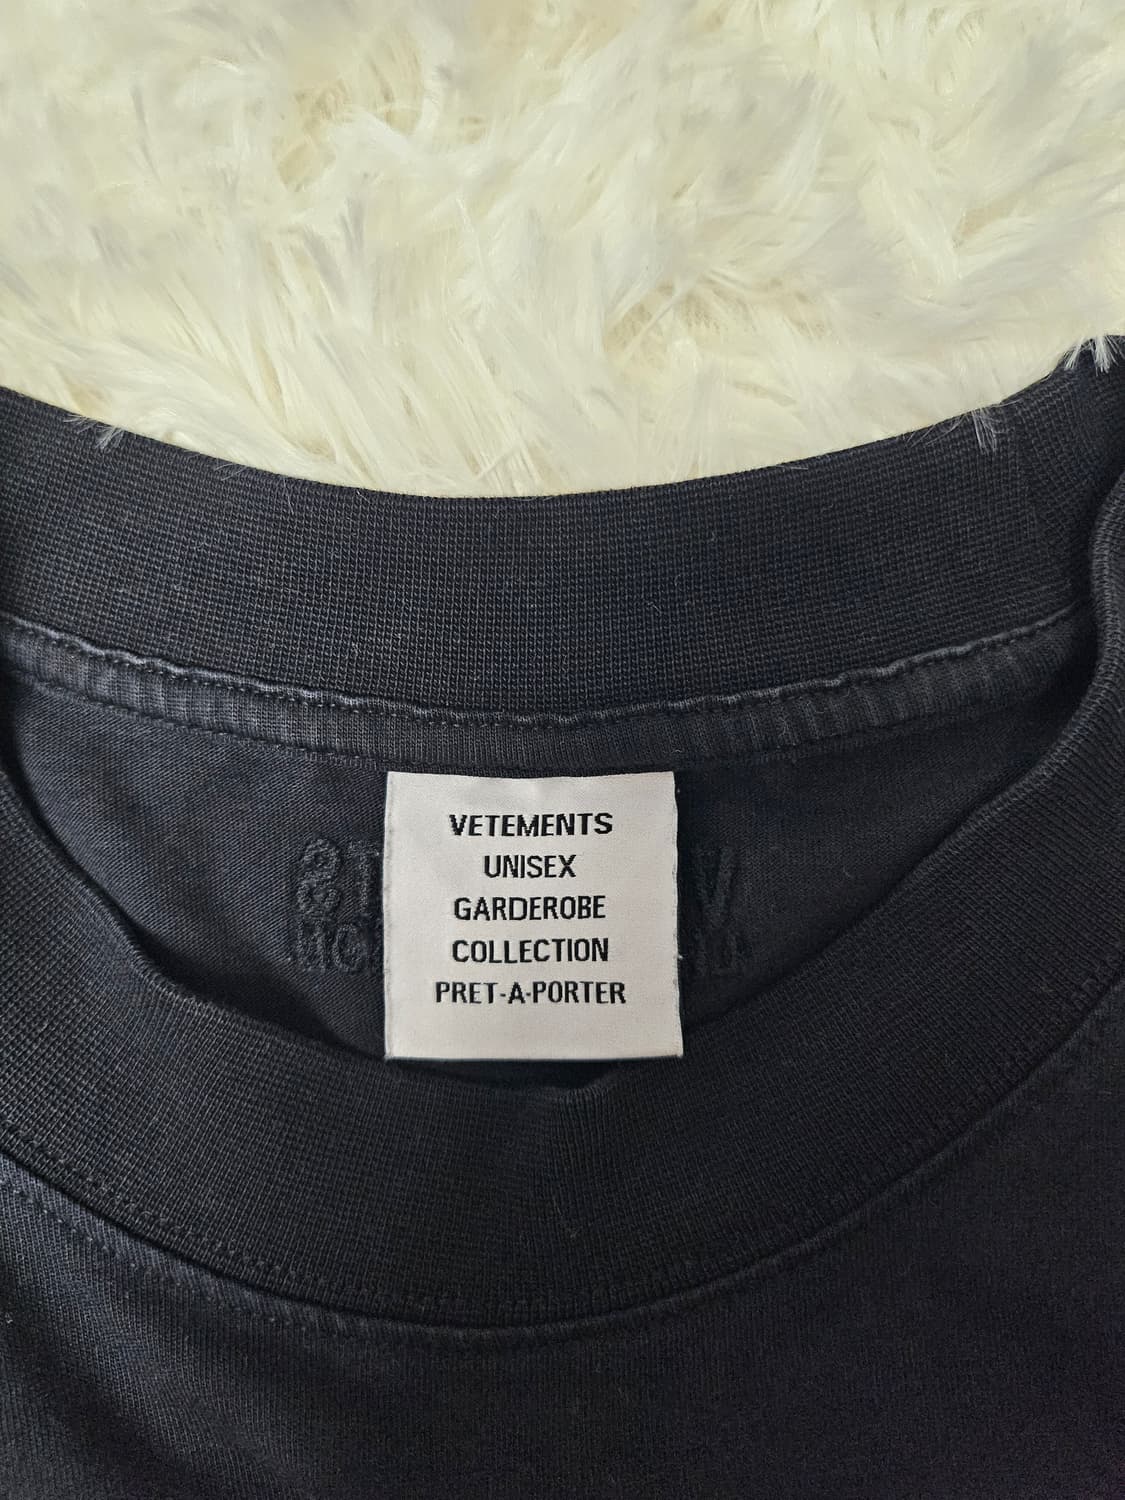 VETEMENTS
UNISEX
GARDEROBE
COLLECTION
PRET-A-PORTER